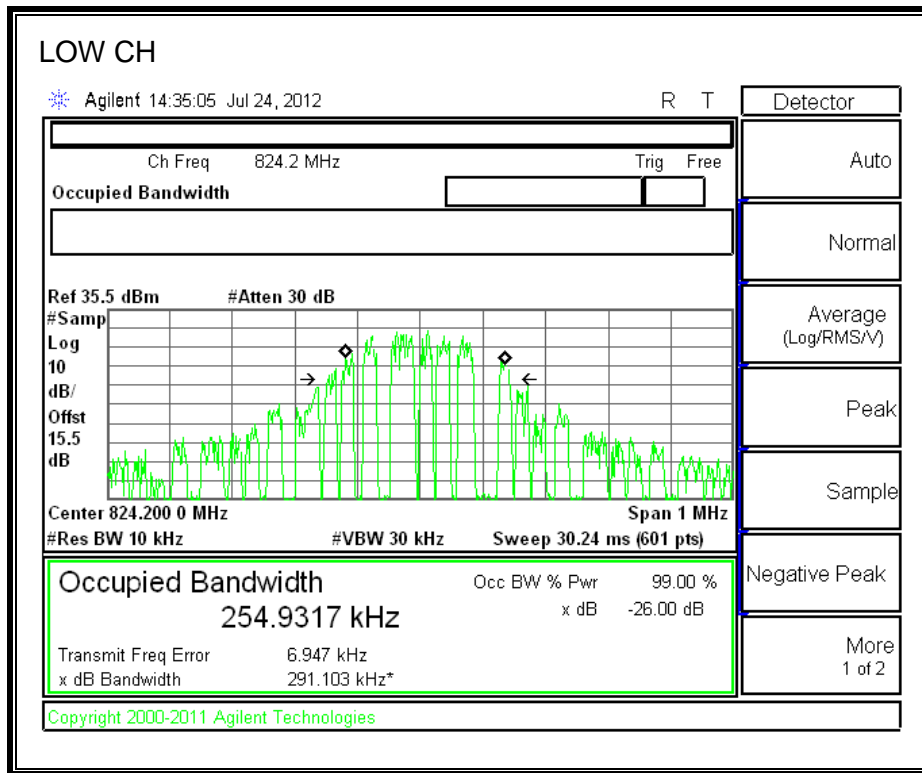 LOW CH
Agilent 14:35:05 Jul 24, 2012 R T
Detector
Ch Freq 824.2 MHz Trig Free
Occupied Bandwidth
Auto
Normal
Average
(Log/RMS/V)
Peak
Sample
Negative Peak
More
1 of 2
Ref 35.5 dBm #Atten 30 dB
#Samp
Log
10
dB/
Offst
15.5
dB
Center 824.200 0 MHz Span 1 MHz
#Res BW 10 kHz #VBW 30 kHz Sweep 30.24 ms (601 pts)
Occupied Bandwidth Occ BW % Pwr 99.00 %
254.9317 kHz x dB -26.00 dB
Transmit Freq Error 6.947 kHz
x dB Bandwidth 291.103 kHz*
Copyright 2000-2011 Agilent Technologies